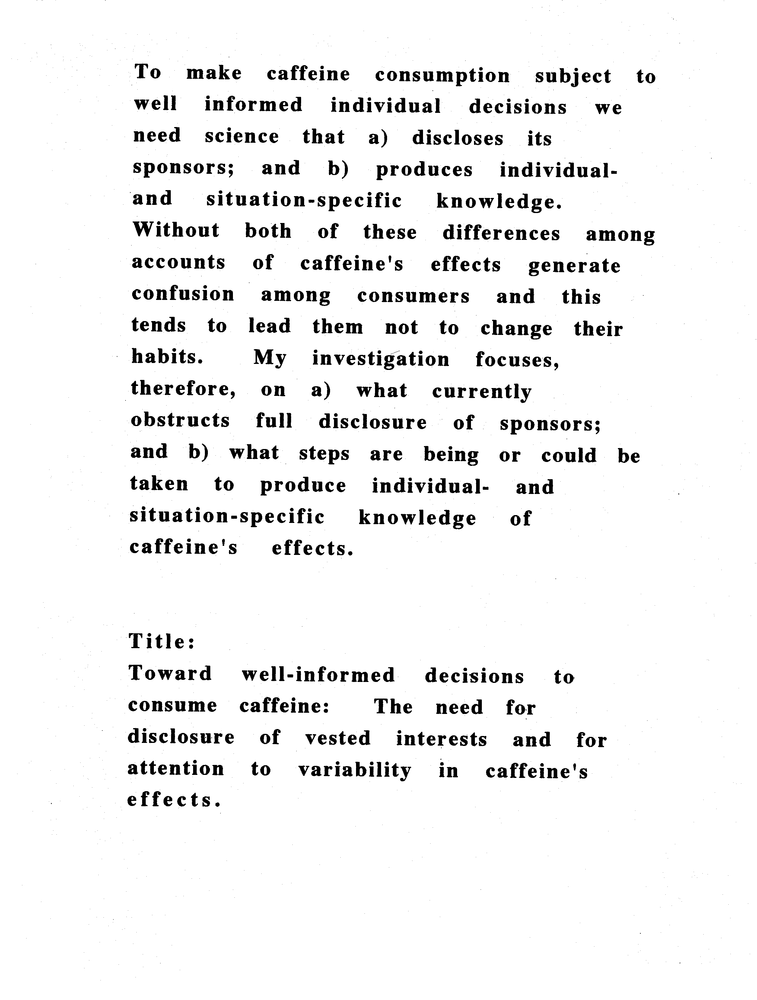 To make caffeine consumption subject to
well informed individual decisions we
need science that a) discloses its
sponsors; and b) produces individual-
and situation-specific knowledge.
Without both of these differences among
accounts of caffeine's effects generate
confusion among consumers and this
tends to lead them not to change their
habits. My investigation focuses,
therefore, on a) what currently
obstructs full disclosure of sponsors;
and b) what steps are being or could be
taken to produce individual- and
situation-specific knowledge of
caffeine's effects.
Title:
Toward well-informed decisions to
consume caffeine: The need for
disclosure of vested interests and for
attention to variability in caffeine's
effects.